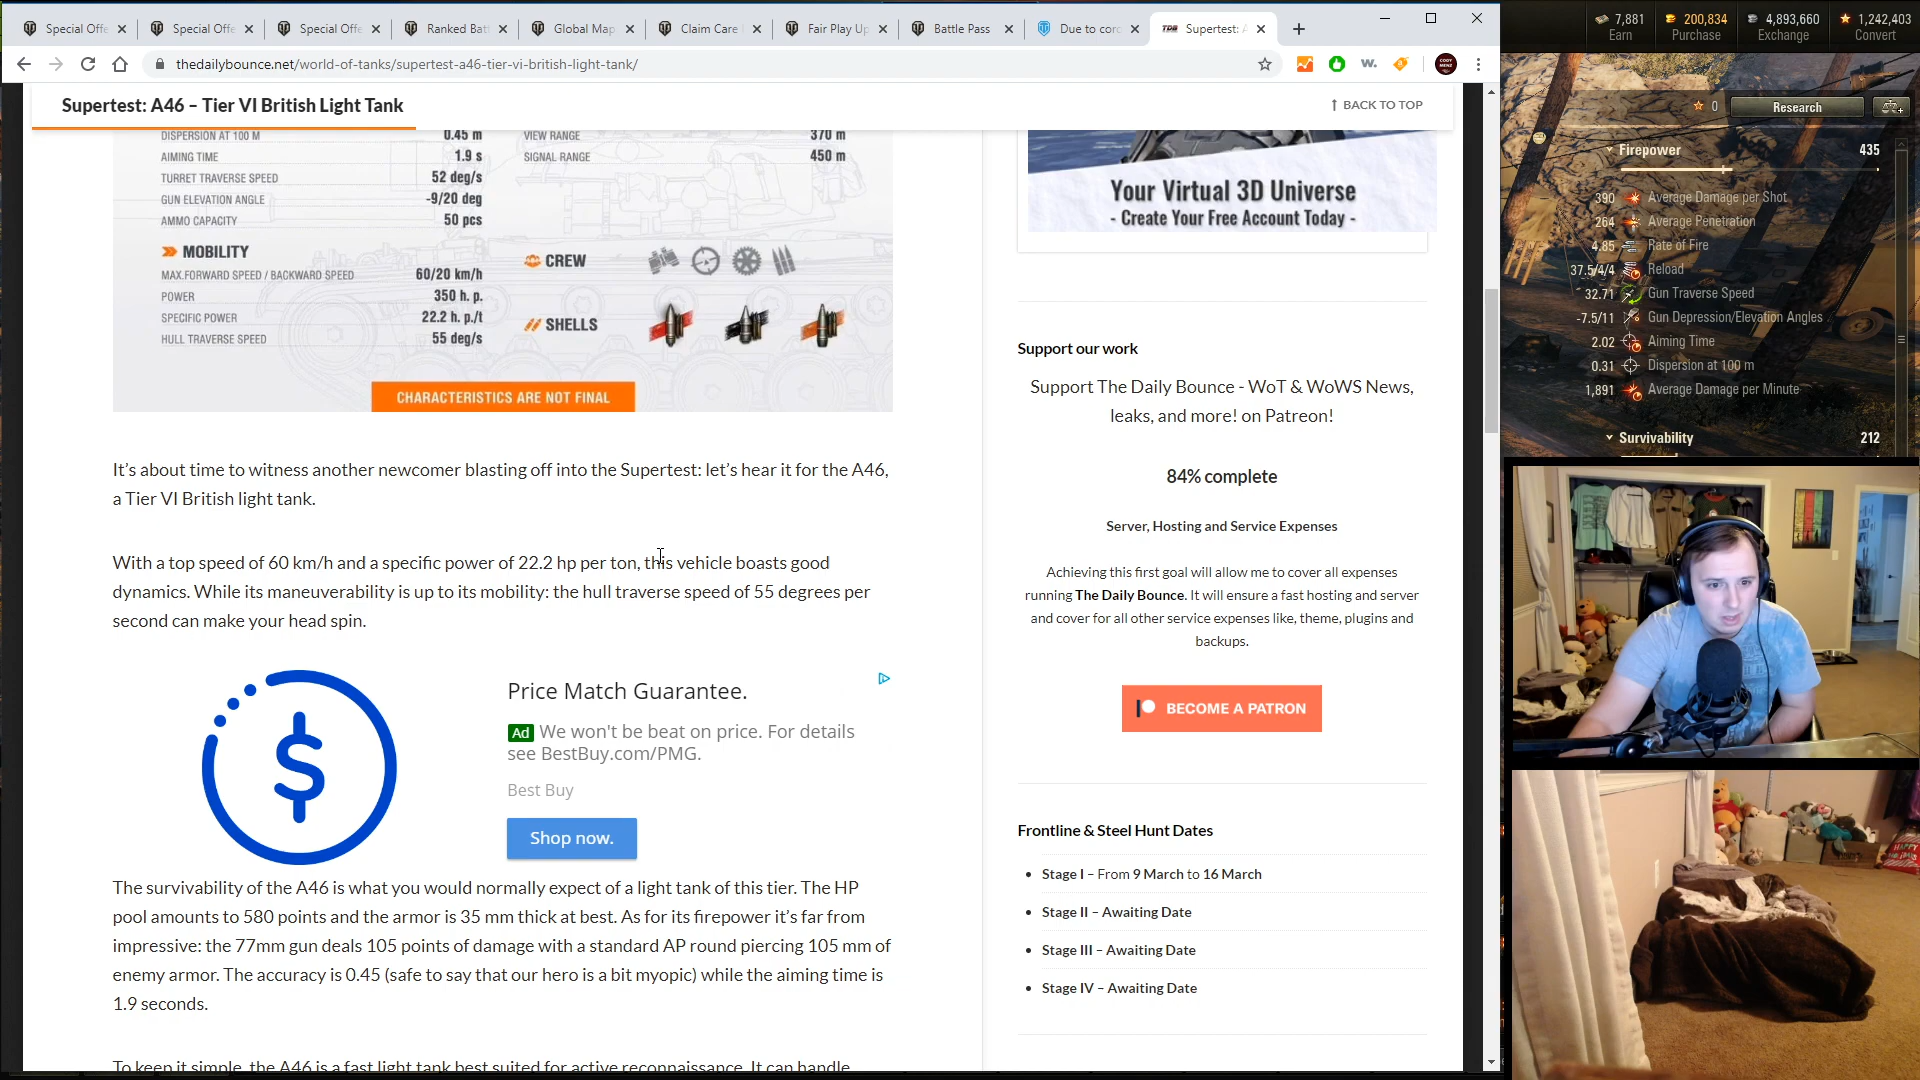 Special Offe
Special Offe
Special Offe
Ranked Batt
Global Map
Claim Care
Fair Play Up
Battle Pass
Due to coro
TDB
Supertest: A
thedailybounce.net/world-of-tanks/supertest-a46-tier-vi-british-light-tank/
Supertest: A46 – Tier VI British Light Tank
BACK TO TOP
DISPERSION AT 100 M 0.45 m
AIMING TIME 1.9 s
TURRET TRAVERSE SPEED 52 deg/s
GUN ELEVATION ANGLE -9/20 deg
AMMO CAPACITY 50 pcs
VIEW RANGE 370 m
SIGNAL RANGE 450 m
MOBILITY
MAX.FORWARD SPEED / BACKWARD SPEED 60/20 km/h
POWER 350 h. p.
SPECIFIC POWER 22.2 h. p./t
HULL TRAVERSE SPEED 55 deg/s
CREW
SHELLS
CHARACTERISTICS ARE NOT FINAL
It's about time to witness another newcomer blasting off into the Supertest: let's hear it for the A46,
a Tier VI British light tank.
With a top speed of 60 km/h and a specific power of 22.2 hp per ton, this vehicle boasts good
dynamics. While its maneuverability is up to its mobility: the hull traverse speed of 55 degrees per
second can make your head spin.
Price Match Guarantee.
Ad We won't be beat on price. For details
see BestBuy.com/PMG.
Best Buy
Shop now.
The survivability of the A46 is what you would normally expect of a light tank of this tier. The HP
pool amounts to 580 points and the armor is 35 mm thick at best. As for its firepower it's far from
impressive: the 77mm gun deals 105 points of damage with a standard AP round piercing 105 mm of
enemy armor. The accuracy is 0.45 (safe to say that our hero is a bit myopic) while the aiming time is
1.9 seconds.
To keep it simple, the A46 is a fast light tank best suited for active reconnaissance. It can handle
Your Virtual 3D Universe
- Create Your Free Account Today -
Support our work
Support The Daily Bounce - WoT & WoWS News,
leaks, and more! on Patreon!
84% complete
Server, Hosting and Service Expenses
Achieving this first goal will allow me to cover all expenses
running The Daily Bounce. It will ensure a fast hosting and server
and cover for all other service expenses like, theme, plugins and
backups.
BECOME A PATRON
Frontline & Steel Hunt Dates
Stage I – From 9 March to 16 March
Stage II – Awaiting Date
Stage III – Awaiting Date
Stage IV – Awaiting Date
7,881 Earn
200,834 Purchase
4,893,660 Exchange
1,242,403 Convert
0 Research
Firepower 435
390 Average Damage per Shot
264 Average Penetration
4.85 Rate of Fire
37.5/4/4 Reload
32.71 Gun Traverse Speed
-7.5/11 Gun Depression/Elevation Angles
2.02 Aiming Time
0.31 Dispersion at 100 m
1,891 Average Damage per Minute
Survivability 212